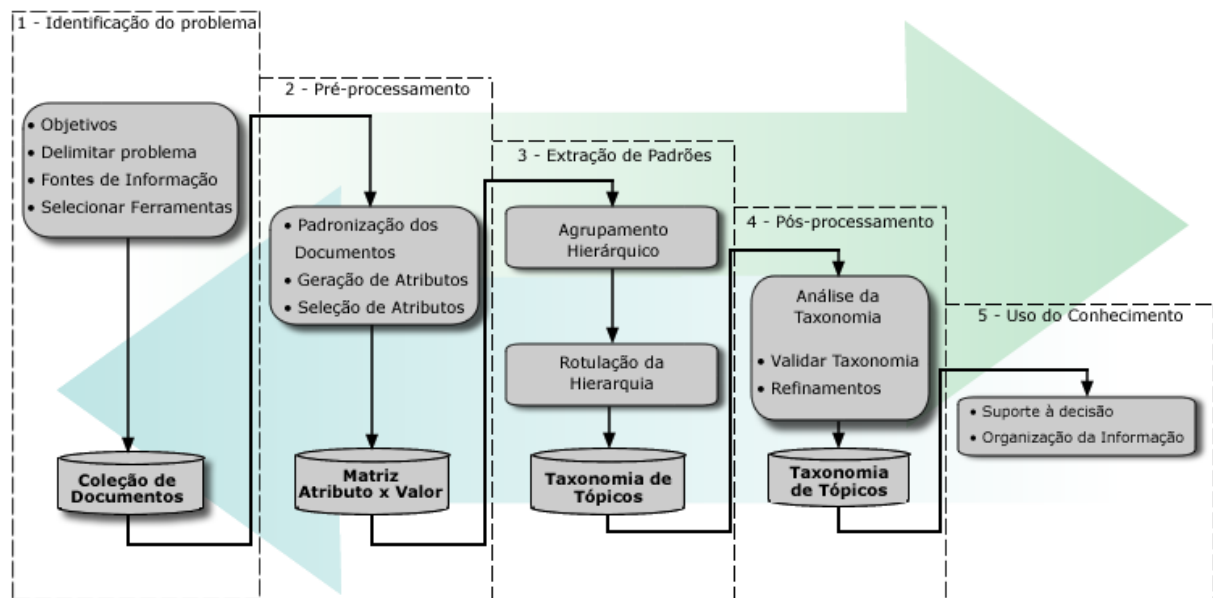 1 - Identificação do problema
• Objetivos
• Delimitar problema
• Fontes de Informação
• Selecionar Ferramentas
Coleção de
Documentos
2 - Pré-processamento
• Padronização dos
Documentos
• Geração de Atributos
• Seleção de Atributos
Matriz
Atributo x Valor
3 - Extração de Padrões
Agrupamento
Hierárquico
Rotulação da
Hierarquia
Taxonomia de
Tópicos
4 - Pós-processamento
Análise da
Taxonomia
• Validar Taxonomia
• Refinamentos
Taxonomia
de Tópicos
5 - Uso do Conhecimento
• Suporte à decisão
• Organização da Informação